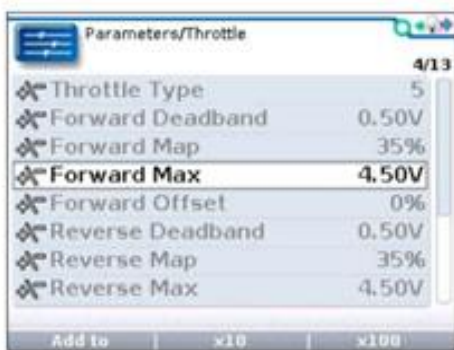 Parameters/Throttle
4/13
Throttle Type 5
Forward Deadband 0.50V
Forward Map 35%
Forward Max 4.50V
Forward Offset 0%
Reverse Deadband 0.50V
Reverse Map 35%
Reverse Max 4.50V
Add to x10 x100